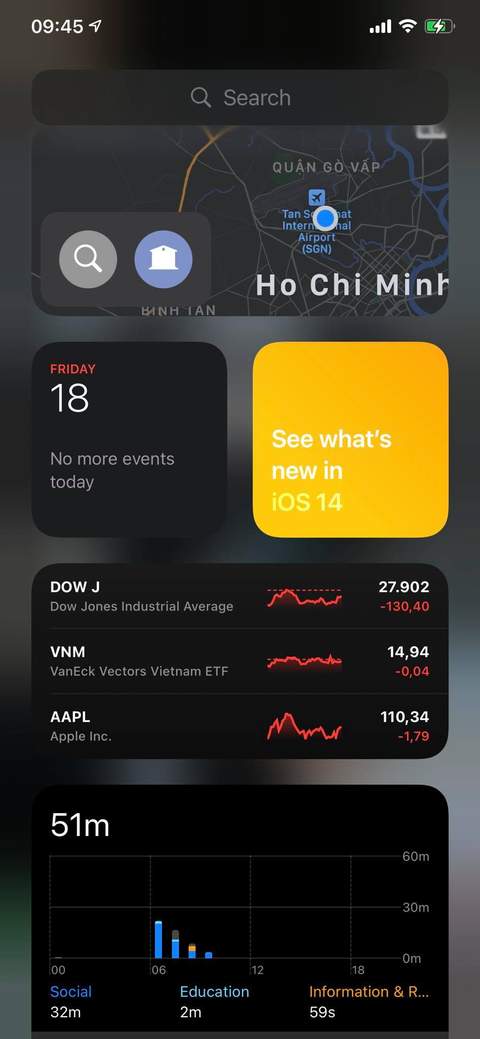 09:45
Search
QUẬN GÒ VẤP
Tan So nhat
International
Airport
(SGN)
Ho Chi Minh
BÌNH TÂN
FRIDAY
18
No more events
today
See what's
new in
iOS 14
DOW J
27.902
Dow Jones Industrial Average
-130,40
VNM
14,94
VanEck Vectors Vietnam ETF
-0,04
AAPL
110,34
Apple Inc.
-1,79
51m
60m
30m
0m
00
06
12
18
Social
Education
Information & R...
32m
2m
59s